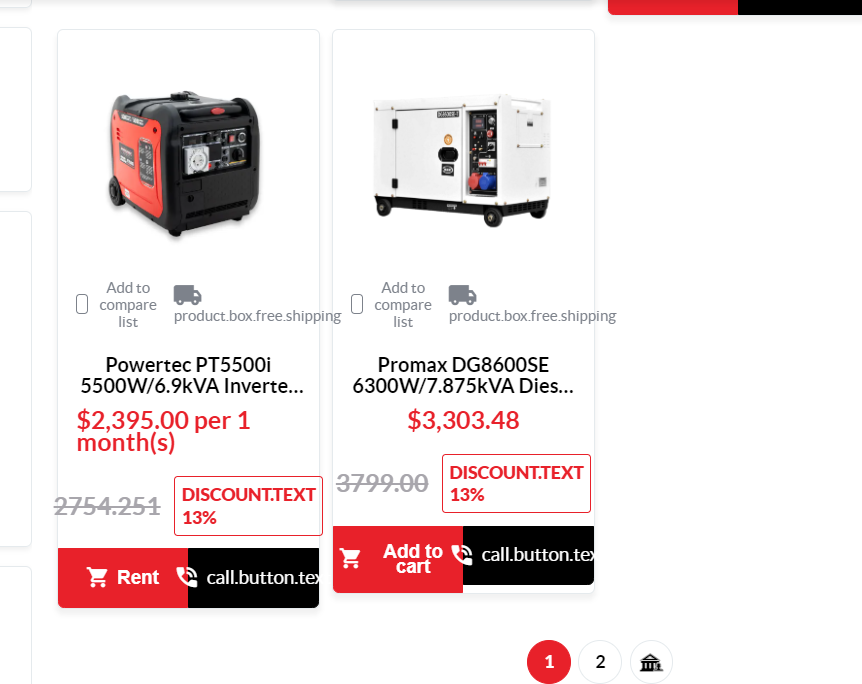 Add to
compare
list
product.box.free.shipping
Powertec PT5500i
5500W/6.9kVA Inverte...
$2,395.00 per 1
month(s)
2754.251
DISCOUNT.TEXT
13%
Rent
call.button.tex
Add to
compare
list
product.box.free.shipping
Promax DG8600SE
6300W/7.875kVA Dies...
$3,303.48
3799.00
DISCOUNT.TEXT
13%
Add to
cart
call.button.tex
1
2